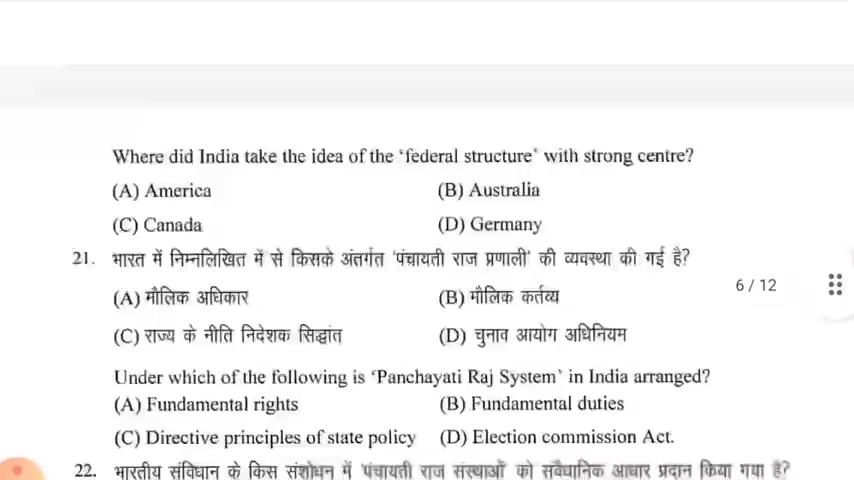 Where did India take the idea of the 'federal structure' with strong centre?
(A) America (B) Australia
(C) Canada (D) Germany
21. भारत में निम्नलिखित में से किसके अंतर्गत 'पंचायती राज प्रणाली' की व्यवस्था की गई है?
6 / 12
(A) मौलिक अधिकार (B) मौलिक कर्तव्य
(C) राज्य के नीति निदेशक सिद्धांत (D) चुनाव आयोग अधिनियम
Under which of the following is 'Panchayati Raj System' in India arranged?
(A) Fundamental rights (B) Fundamental duties
(C) Directive principles of state policy (D) Election commission Act.
22. भारतीय संविधान के किस संशोधन में 'पंचायती राज संस्थाओं' को संवैधानिक आधार प्रदान किया गया है?